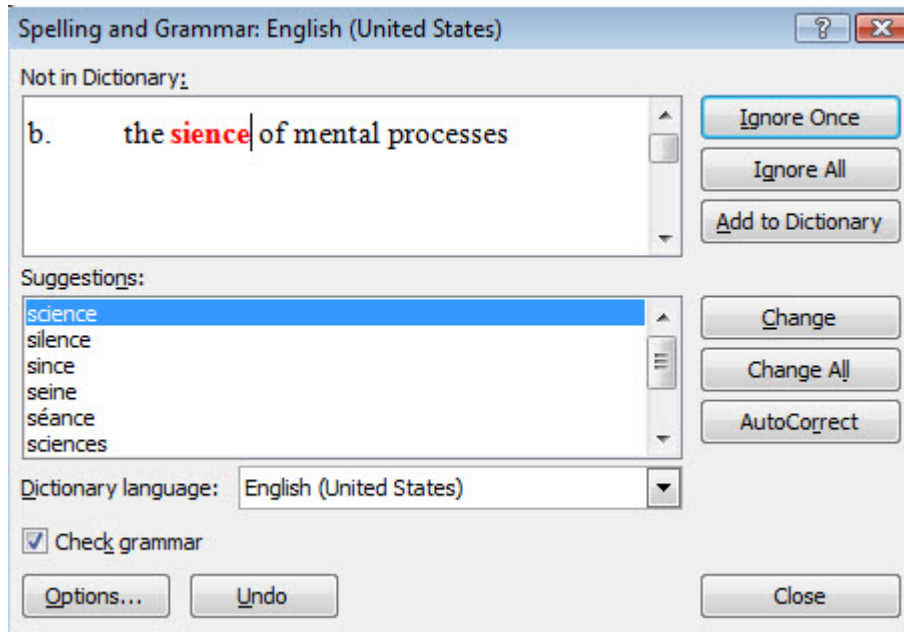 Spelling and Grammar: English (United States)
Not in Dictionary:
b. the sience of mental processes
Ignore Once
Ignore All
Add to Dictionary
Suggestions:
science
silence
since
seine
séance
sciences
Change
Change All
AutoCorrect
Dictionary language: English (United States)
Check grammar
Options... Undo Close